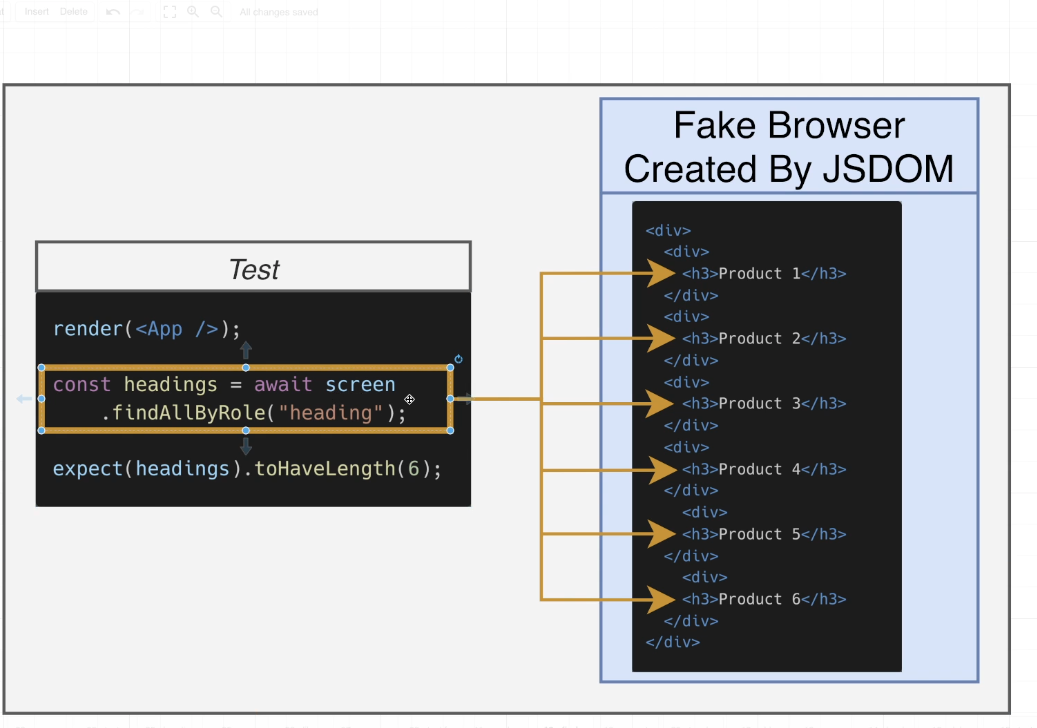 Insert Delete All changes saved
Fake Browser
Created By JSDOM
Test
render(<App />);
const headings = await screen
.findAllByRole("heading");
expect(headings).toHaveLength(6);
<div>
<div>
<h3>Product 1</h3>
</div>
<div>
<h3>Product 2</h3>
</div>
<div>
<h3>Product 3</h3>
</div>
<div>
<h3>Product 4</h3>
</div>
<div>
<h3>Product 5</h3>
</div>
<div>
<h3>Product 6</h3>
</div>
</div>